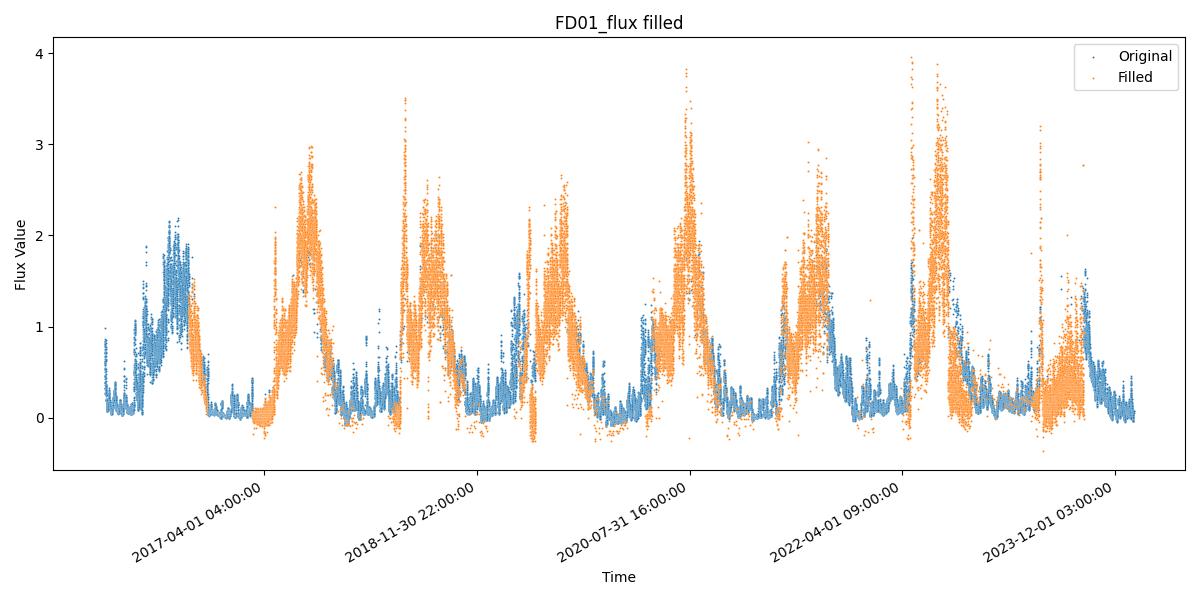 FD01_flux filled
Original
Filled
Flux Value
4
3
2
1
0
2017-04-01 04:00:00
2018-11-30 22:00:00
2020-07-31 16:00:00
2022-04-01 09:00:00
2023-12-01 03:00:00
Time